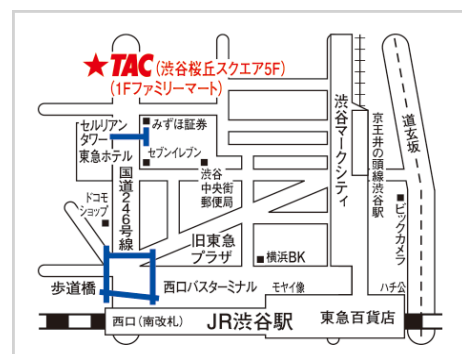 ★TAC(渋谷桜丘スクエア5F)
(1Fファミリーマート)
セルリアン
タワー
東急ホテル
みずほ証券
セブンイレブン
渋谷
中央街
郵便局
国道246号線
ドコモ
ショップ
渋谷マークシティ
京王井の頭線渋谷駅
道玄坂
ビックカメラ
旧東急
プラザ
横浜BK
歩道橋
西口バスターミナル
モヤイ像
ハチ公
西口(南改札)
JR渋谷駅
東急百貨店